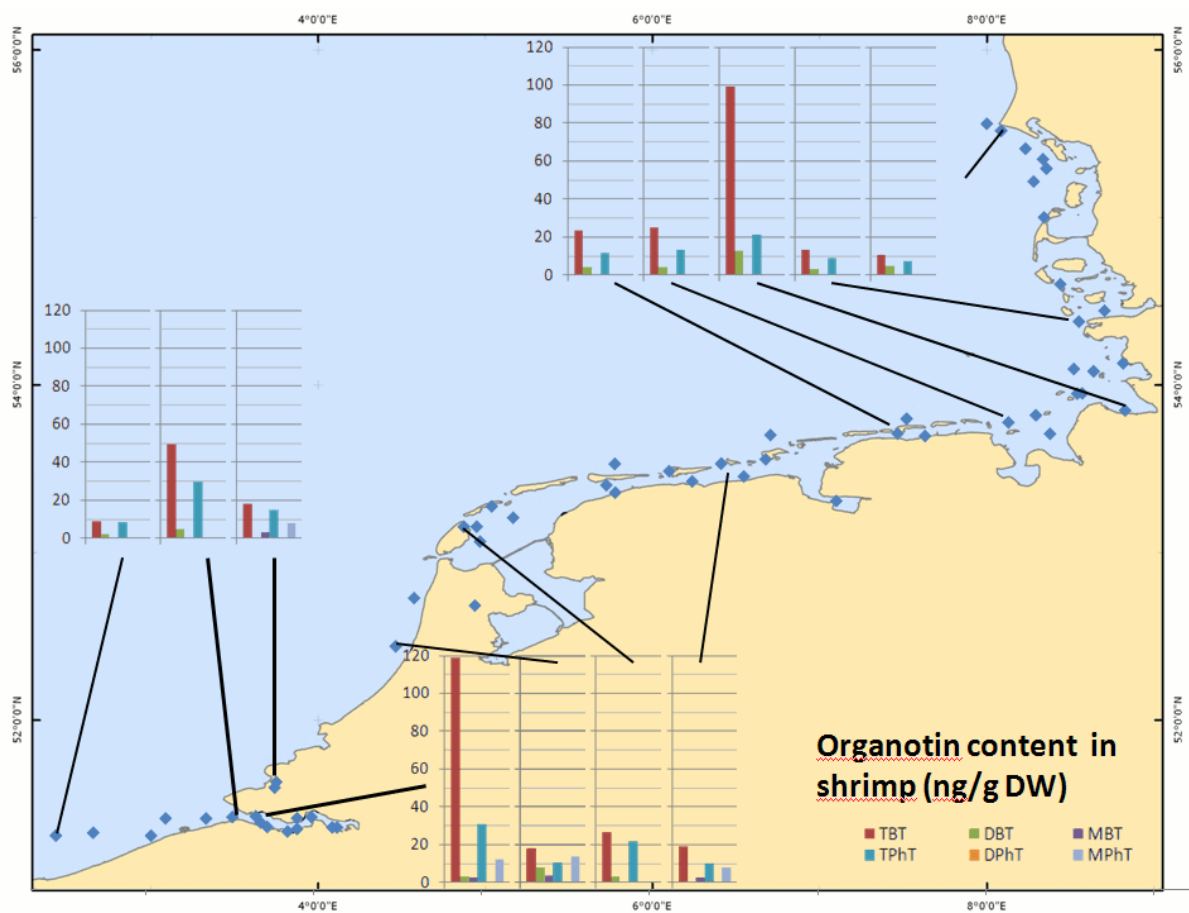 4°0'0"E 6°0'0"E 8°0'0"E
56°0'0"N 56°0'0"N
120
100
80
60
40
20
0
120
100
80
60
40
20
0
54°0'0"N 54°0'0"N
120
100
80
60
40
20
0
52°0'0"N 52°0'0"N
Organotin content in
shrimp (ng/g DW)
TBT DBT MBT
TPhT DPhT MPhT
4°0'0"E 6°0'0"E 8°0'0"E